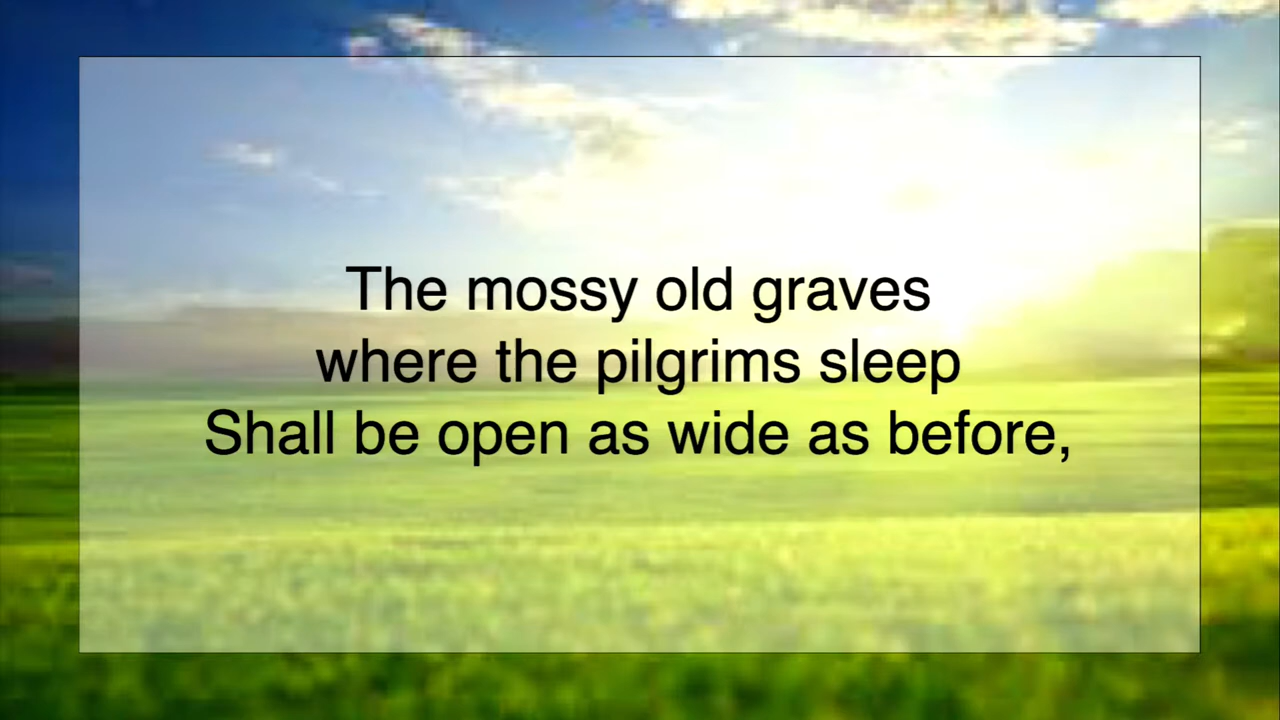 The mossy old graves
where the pilgrims sleep
Shall be open as wide as before,